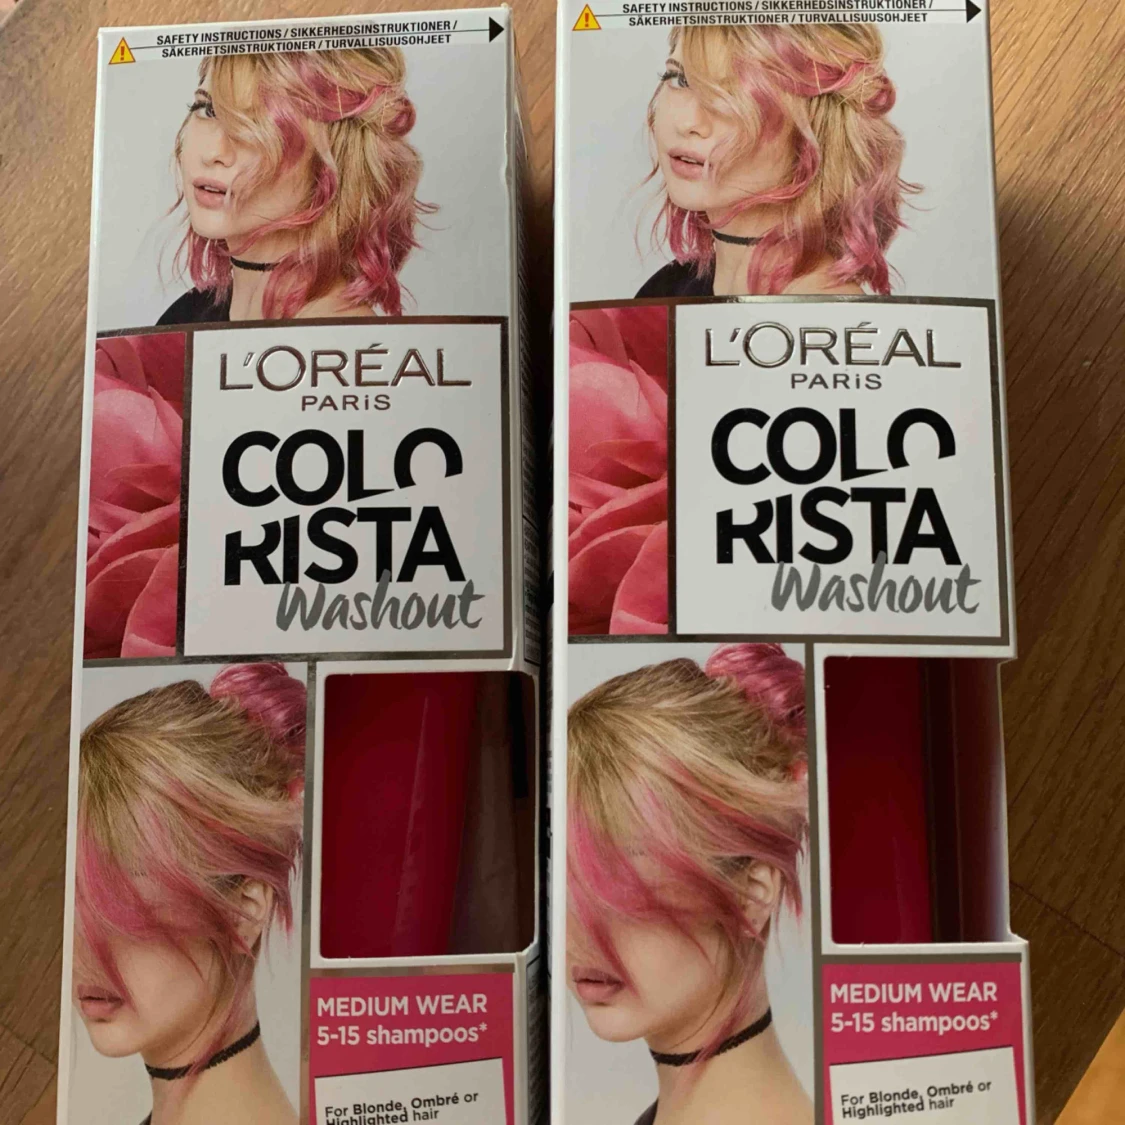 SAFETY INSTRUCTIONS / SIKKERHEDSINSTRUKTIONER /
SÄKERHETSINSTRUKTIONER / TURVALLISUUSOHJEET
L'ORÉAL
PARiS
COLO
RISTA
Washout
MEDIUM WEAR
5-15 shampoos*
For Blonde, Ombré or
Highlighted hair
SAFETY INSTRUCTIONS / SIKKERHEDSINSTRUKTIONER /
SÄKERHETSINSTRUKTIONER / TURVALLISUUSOHJEET
L'ORÉAL
PARiS
COLO
RISTA
Washout
MEDIUM WEAR
5-15 shampoos*
For Blonde, Ombré or
Highlighted hair